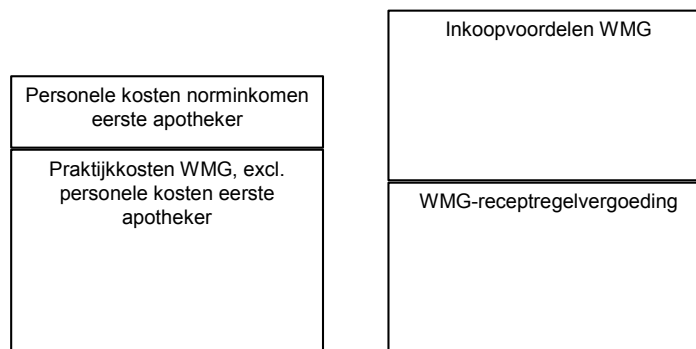 Inkoopvoordelen WMG
Personele kosten norminkomen
eerste apotheker
Praktijkkosten WMG, excl.
personele kosten eerste
apotheker
WMG-receptregelvergoeding